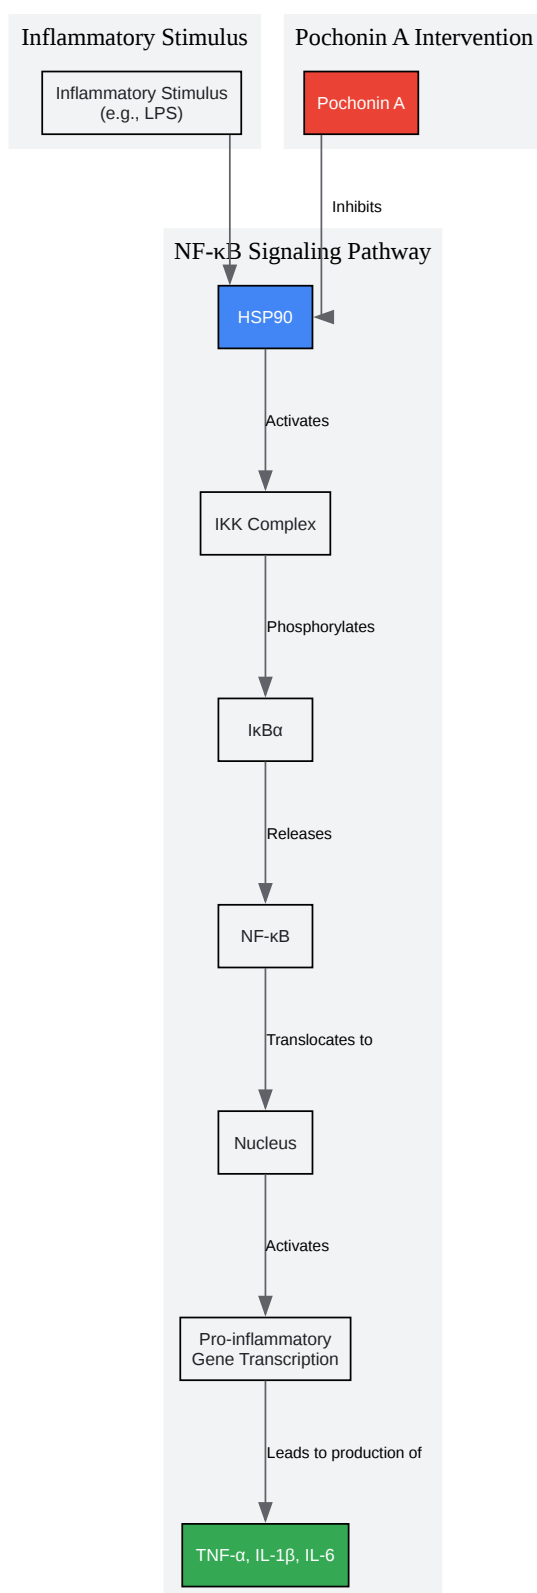 Inflammatory Stimulus
Pochonin A Intervention
Inflammatory Stimulus
(e.g., LPS)
Pochonin A
Inhibits
NF-κB Signaling Pathway
HSP90
Activates
IKK Complex
Phosphorylates
IκBα
Releases
NF-κB
Translocates to
Nucleus
Activates
Pro-inflammatory
Gene Transcription
Leads to production of
TNF-α, IL-1β, IL-6